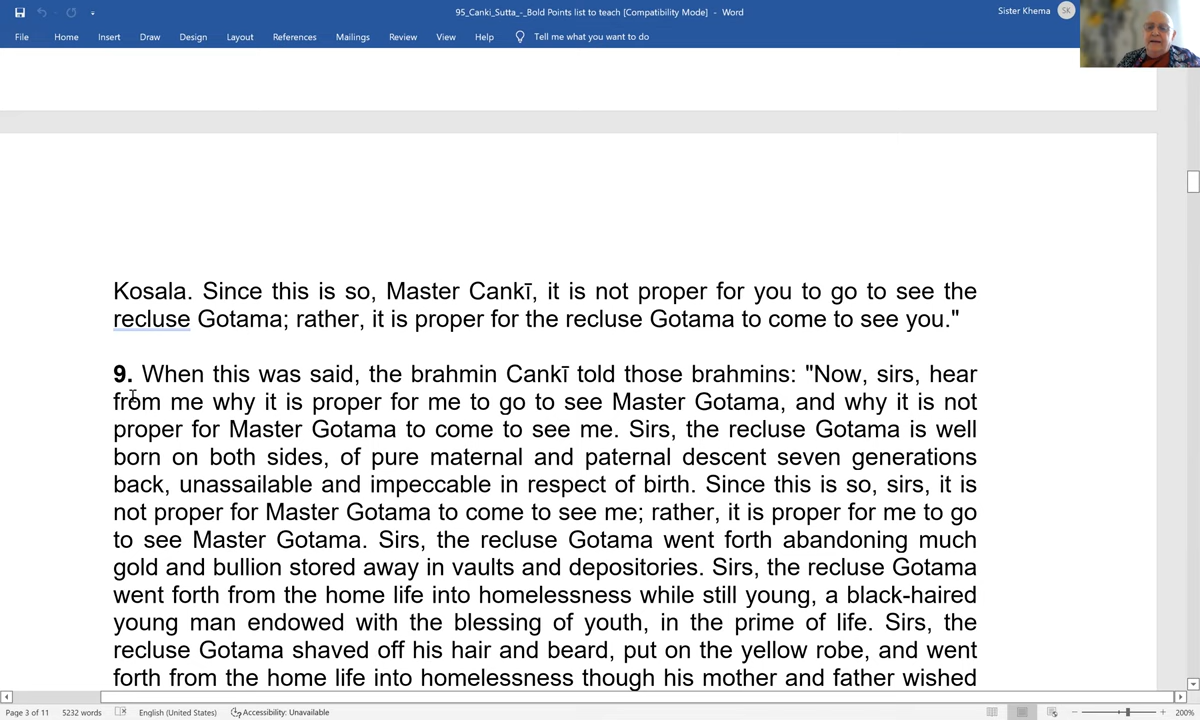 95_Canki_Sutta_-_Bold Points list to teach [Compatibility Mode] - Word
Sister Khema
SK
File Home Insert Draw Design Layout References Mailings Review View Help Tell me what you want to do
Kosala. Since this is so, Master Cankī, it is not proper for you to go to see the
recluse Gotama; rather, it is proper for the recluse Gotama to come to see you."
9. When this was said, the brahmin Cankī told those brahmins: "Now, sirs, hear
from me why it is proper for me to go to see Master Gotama, and why it is not
proper for Master Gotama to come to see me. Sirs, the recluse Gotama is well
born on both sides, of pure maternal and paternal descent seven generations
back, unassailable and impeccable in respect of birth. Since this is so, sirs, it is
not proper for Master Gotama to come to see me; rather, it is proper for me to go
to see Master Gotama. Sirs, the recluse Gotama went forth abandoning much
gold and bullion stored away in vaults and depositories. Sirs, the recluse Gotama
went forth from the home life into homelessness while still young, a black-haired
young man endowed with the blessing of youth, in the prime of life. Sirs, the
recluse Gotama shaved off his hair and beard, put on the yellow robe, and went
forth from the home life into homelessness though his mother and father wished
Page 3 of 11 5232 words English (United States) Accessibility: Unavailable 200%